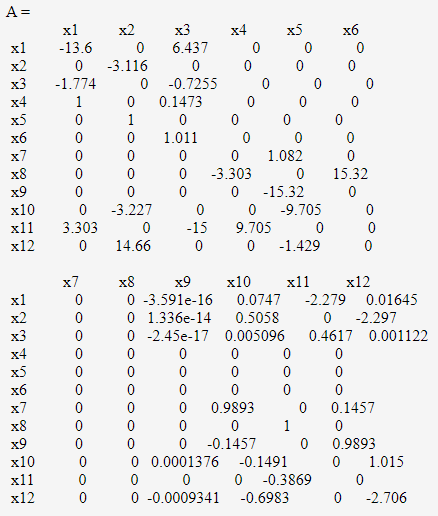 A =
x1 x2 x3 x4 x5 x6
x1 -13.6 0 6.437 0 0 0
x2 0 -3.116 0 0 0 0
x3 -1.774 0 -0.7255 0 0 0
x4 1 0 0.1473 0 0 0
x5 0 1 0 0 0 0
x6 0 0 1.011 0 0 0
x7 0 0 0 0 1.082 0
x8 0 0 0 -3.303 0 15.32
x9 0 0 0 0 -15.32 0
x10 0 -3.227 0 0 -9.705 0
x11 3.303 0 -15 9.705 0 0
x12 0 14.66 0 0 -1.429 0
x7 x8 x9 x10 x11 x12
x1 0 0 -3.591e-16 0.0747 -2.279 0.01645
x2 0 0 1.336e-14 0.5058 0 -2.297
x3 0 0 -2.45e-17 0.005096 0.4617 0.001122
x4 0 0 0 0 0 0
x5 0 0 0 0 0 0
x6 0 0 0 0 0 0
x7 0 0 0 0.9893 0 0.1457
x8 0 0 0 0 1 0
x9 0 0 0 -0.1457 0 0.9893
x10 0 0 0.0001376 -0.1491 0 1.015
x11 0 0 0 0 -0.3869 0
x12 0 0 -0.0009341 -0.6983 0 -2.706